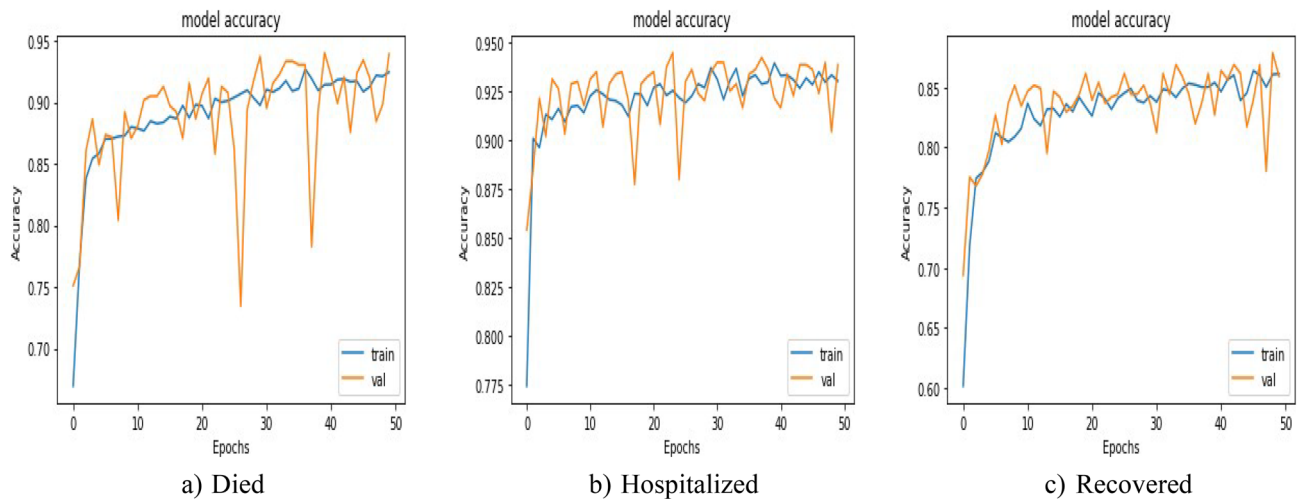 model accuracy
0.95
0.90
0.85
0.80
0.75
0.70
Accuracy
0 10 20 30 40 50
Epochs
train
val
a) Died
model accuracy
0.950
0.925
0.900
0.875
0.850
0.825
0.800
0.775
Accuracy
0 10 20 30 40 50
Epochs
train
val
b) Hospitalized
model accuracy
0.85
0.80
0.75
0.70
0.65
0.60
Accuracy
0 10 20 30 40 50
Epochs
train
val
c) Recovered